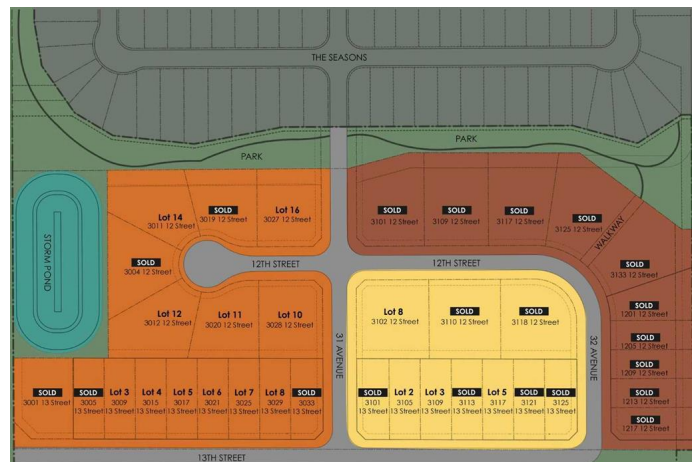 THE SEASONS
PARK
PARK
Lot 14
3011 12 Street
SOLD
3019 12 Street
Lot 16
3027 12 Street
SOLD
3101 12 Street
SOLD
3109 12 Street
SOLD
3117 12 Street
SOLD
3125 12 Street
WALKWAY
STORM POND
SOLD
3004 12 Street
12TH STREET
12TH STREET
SOLD
3133 12 Street
Lot 12
3012 12 Street
Lot 11
3020 12 Street
Lot 10
3028 12 Street
31 AVENUE
Lot 8
3102 12 Street
SOLD
3110 12 Street
SOLD
3118 12 Street
32 AVENUE
SOLD
1201 12 Street
SOLD
1205 12 Street
SOLD
1209 12 Street
SOLD
1213 12 Street
SOLD
1217 12 Street
SOLD
3001 13 Street
SOLD
3005
13 Street
Lot 3
3009
13 Street
Lot 4
3015
13 Street
Lot 5
3017
13 Street
Lot 6
3021
13 Street
Lot 7
3025
13 Street
Lot 8
3029
13 Street
SOLD
3033
13 Street
SOLD
3101
13 Street
Lot 2
3105
13 Street
Lot 3
3109
13 Street
SOLD
3113
13 Street
Lot 5
3117
13 Street
SOLD
3121
13 Street
SOLD
3125
13 Street
13TH STREET